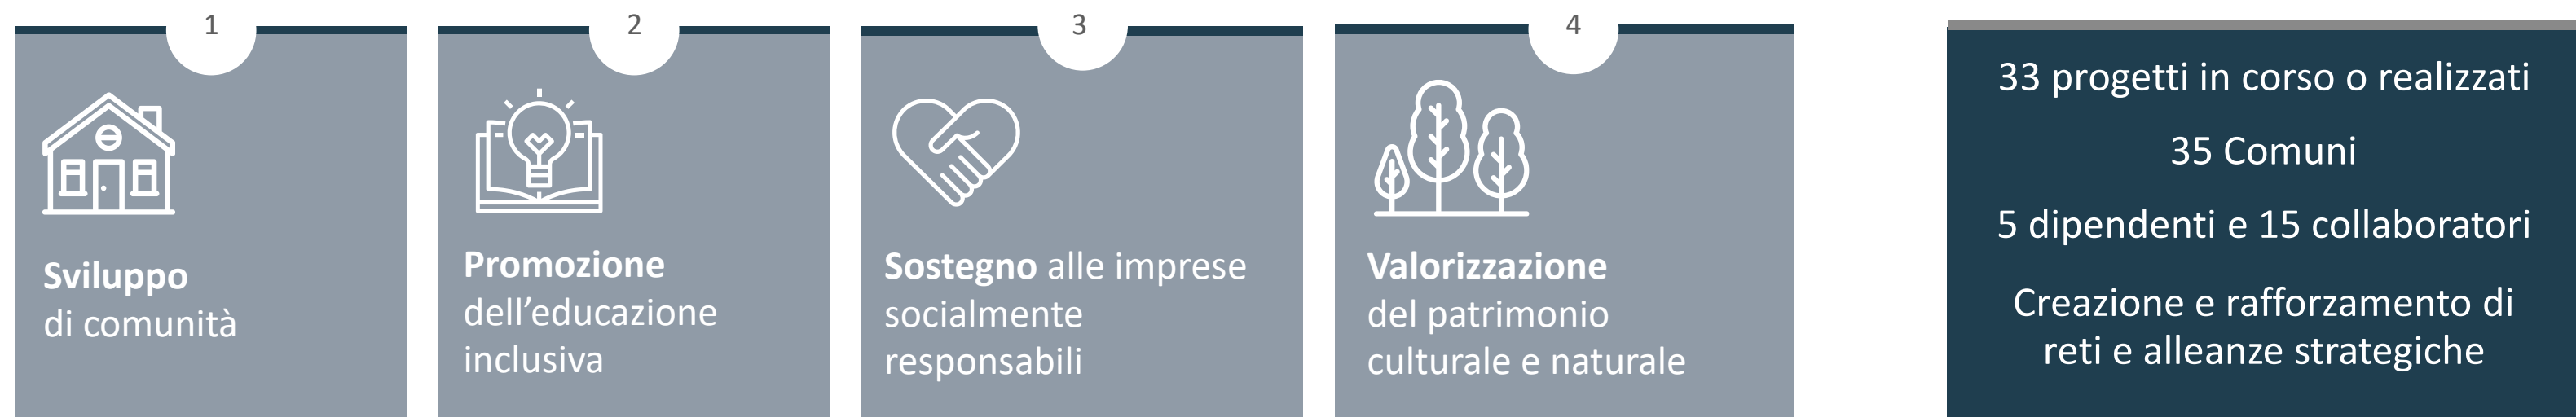 1
Sviluppo
di comunità
2
Promozione
dell’educazione
inclusiva
3
Sostegno alle imprese
socialmente
responsabili
4
Valorizzazione
del patrimonio
culturale e naturale
33 progetti in corso o realizzati
35 Comuni
5 dipendenti e 15 collaboratori
Creazione e rafforzamento di
reti e alleanze strategiche